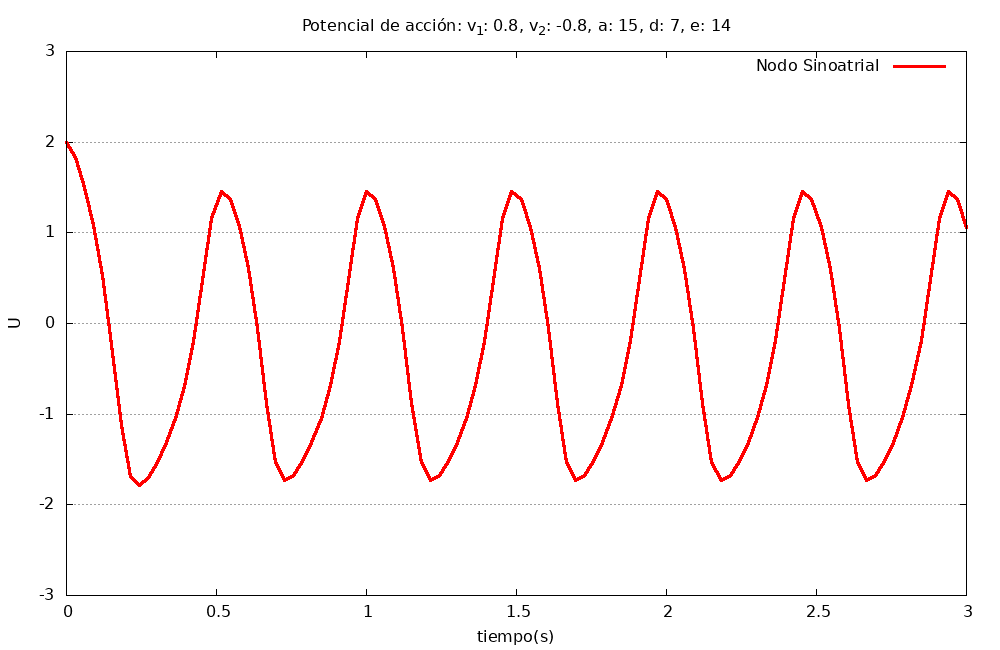 Potencial de acción: v1: 0.8, v2: -0.8, a: 15, d: 7, e: 14
Nodo Sinoatrial
3
2
1
0
-1
-2
-3
U
0 0.5 1 1.5 2 2.5 3
tiempo(s)